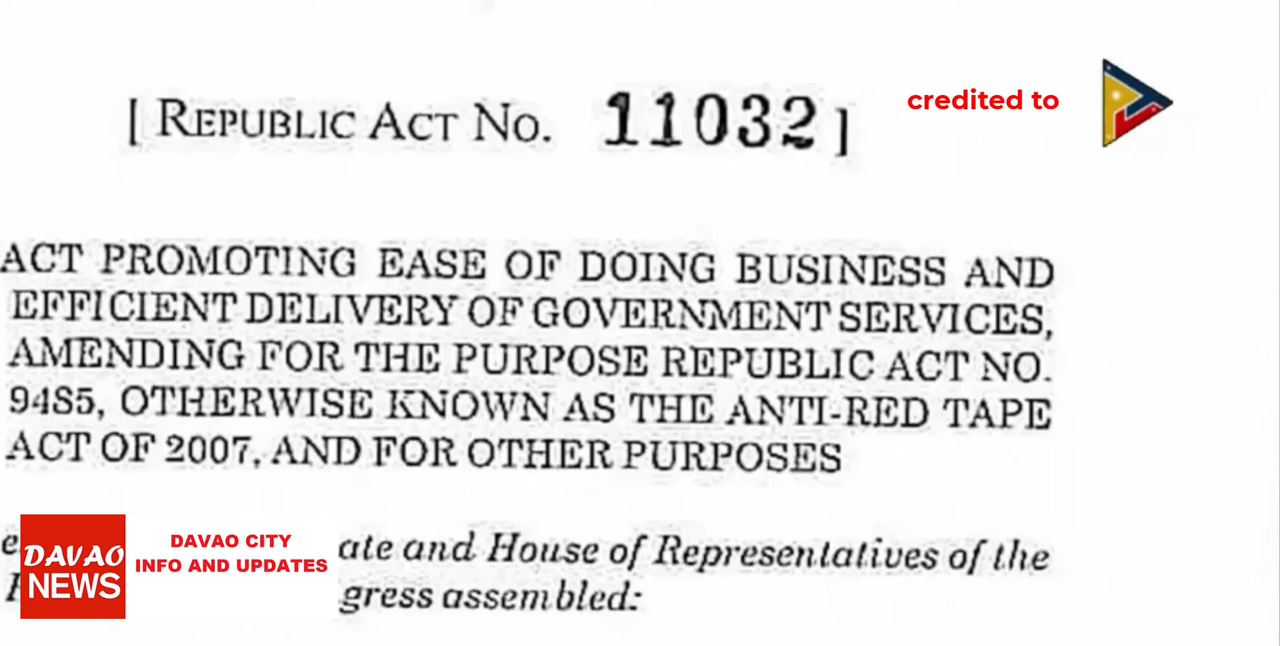 [ REPUBLIC ACT NO. 11032 ]
credited to
ACT PROMOTING EASE OF DOING BUSINESS AND
EFFICIENT DELIVERY OF GOVERNMENT SERVICES,
AMENDING FOR THE PURPOSE REPUBLIC ACT NO.
9485, OTHERWISE KNOWN AS THE ANTI-RED TAPE
ACT OF 2007, AND FOR OTHER PURPOSES
e
ate and House of Representatives of the
gress assembled:
DAVAO
NEWS
DAVAO CITY
INFO AND UPDATES